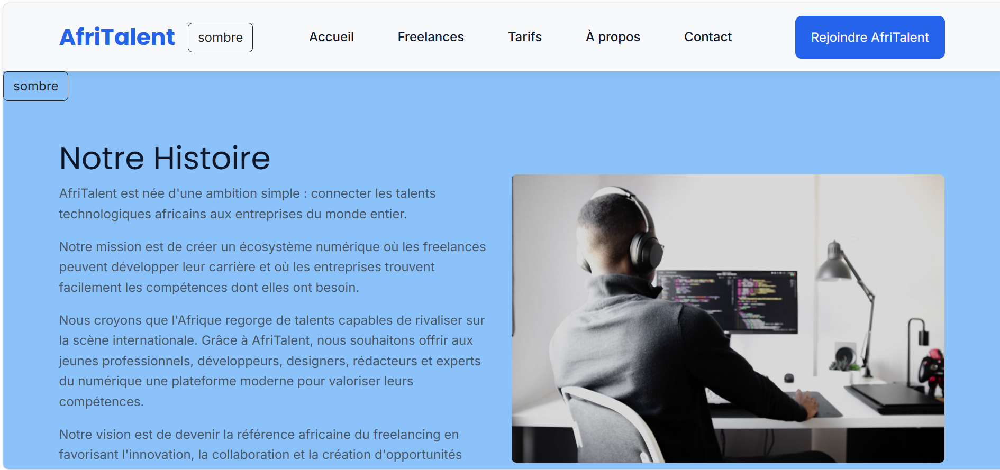 AfriTalent
sombre
Accueil
Freelances
Tarifs
À propos
Contact
Rejoindre AfriTalent
sombre
Notre Histoire
AfriTalent est née d'une ambition simple : connecter les talents
technologiques africains aux entreprises du monde entier.
Notre mission est de créer un écosystème numérique où les freelances
peuvent développer leur carrière et où les entreprises trouvent
facilement les compétences dont elles ont besoin.
Nous croyons que l'Afrique regorge de talents capables de rivaliser sur
la scène internationale. Grâce à AfriTalent, nous souhaitons offrir aux
jeunes professionnels, développeurs, designers, rédacteurs et experts
du numérique une plateforme moderne pour valoriser leurs
compétences.
Notre vision est de devenir la référence africaine du freelancing en
favorisant l'innovation, la collaboration et la création d'opportunités